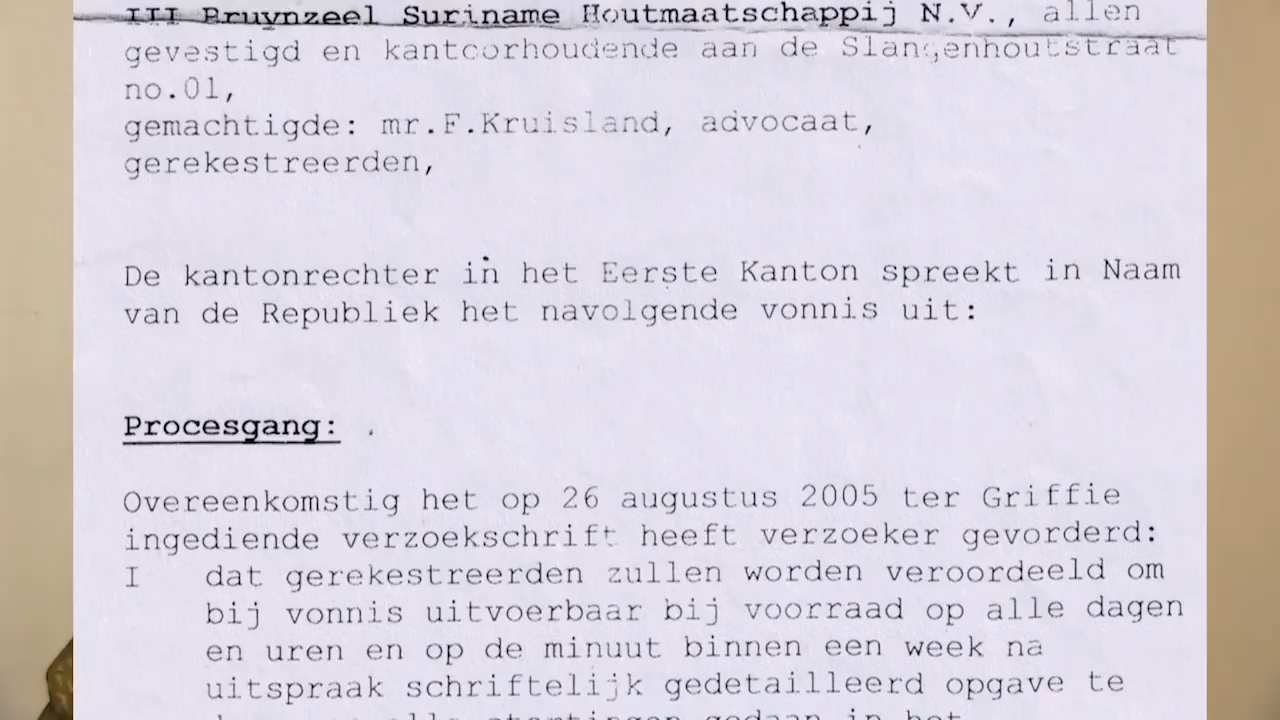 III Bruynzeel Suriname Houtmaatschappij N.V., allen
gevestigd en kantoorhoudende aan de Slangenhoutstraat
no.01,
gemachtigde: mr.F.Kruisland, advocaat,
gerekestreerden,
De kantonrechter in het Eerste Kanton spreekt in Naam
van de Republiek het navolgende vonnis uit:
Procesgang:
Overeenkomstig het op 26 augustus 2005 ter Griffie
ingediende verzoekschrift heeft verzoeker gevorderd:
I dat gerekestreerden zullen worden veroordeeld om
bij vonnis uitvoerbaar bij voorraad op alle dagen
en uren en op de minuut binnen een week na
uitspraak schriftelijk gedetailleerd opgave te